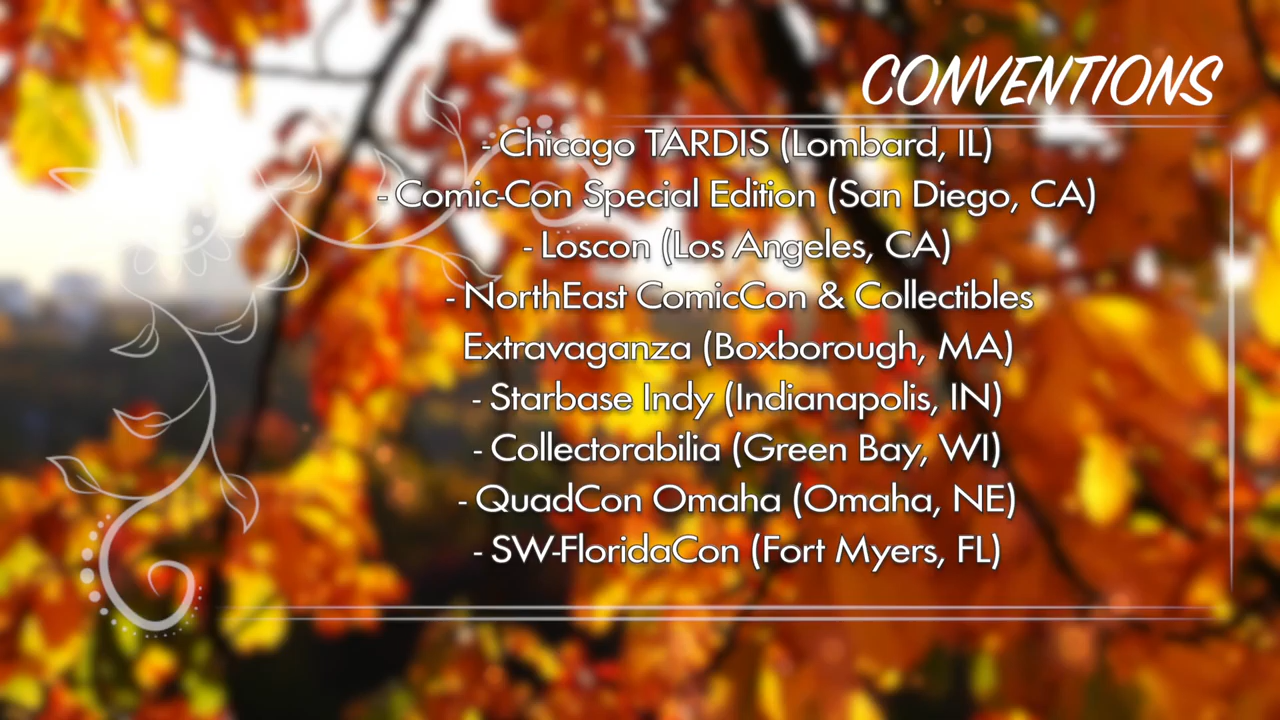 CONVENTIONS
- Chicago TARDIS (Lombard, IL)
- Comic-Con Special Edition (San Diego, CA)
- Loscon (Los Angeles, CA)
- NorthEast ComicCon & Collectibles
Extravaganza (Boxborough, MA)
- Starbase Indy (Indianapolis, IN)
- Collectorabilia (Green Bay, WI)
- QuadCon Omaha (Omaha, NE)
- SW-FloridaCon (Fort Myers, FL)